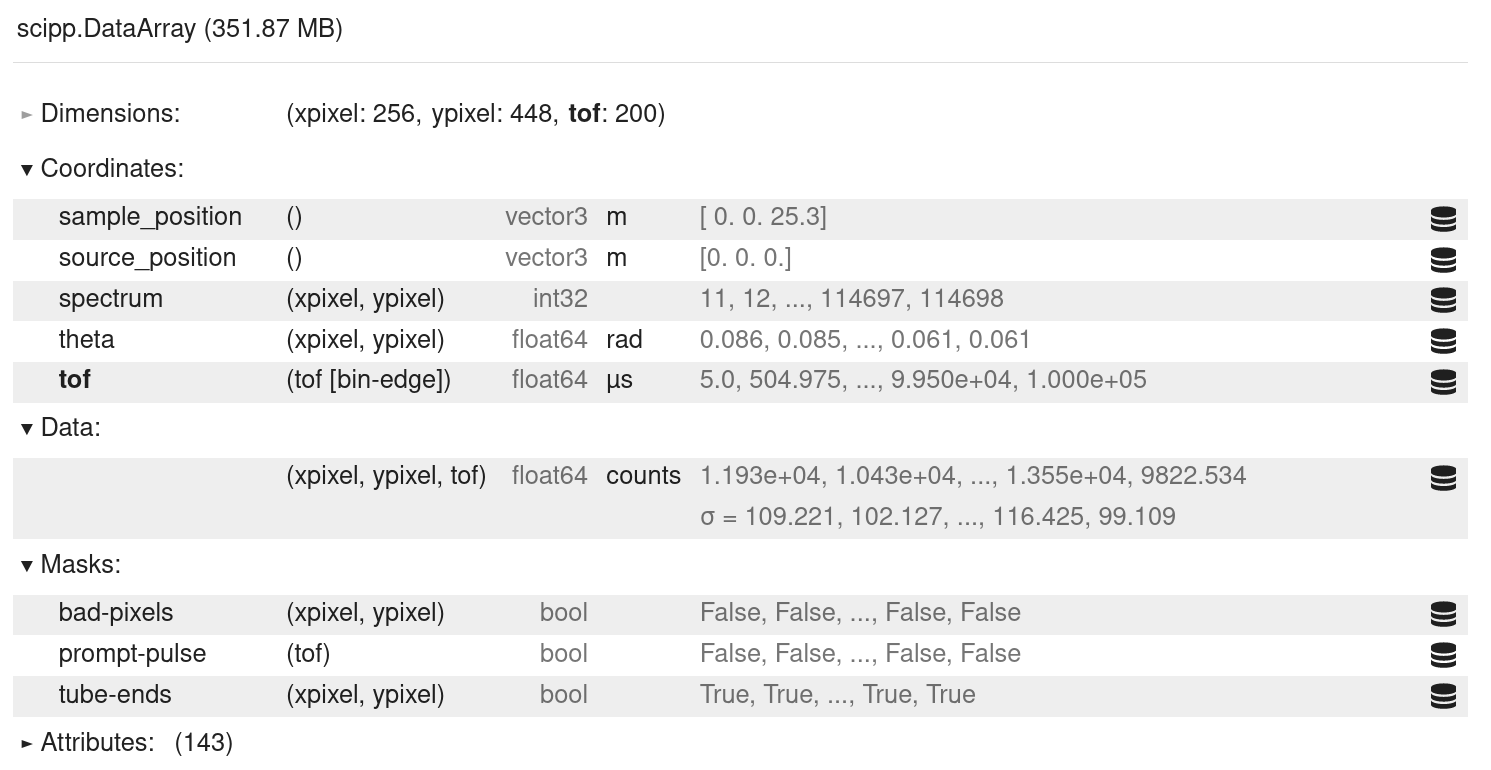 scipp.DataArray (351.87 MB)
► Dimensions: (xpixel: 256, ypixel: 448, tof: 200)
▼ Coordinates:
sample_position () vector3 m [ 0. 0. 25.3]
source_position () vector3 m [0. 0. 0.]
spectrum (xpixel, ypixel) int32 11, 12, ..., 114697, 114698
theta (xpixel, ypixel) float64 rad 0.086, 0.085, ..., 0.061, 0.061
tof (tof [bin-edge]) float64 µs 5.0, 504.975, ..., 9.950e+04, 1.000e+05
▼ Data:
(xpixel, ypixel, tof) float64 counts 1.193e+04, 1.043e+04, ..., 1.355e+04, 9822.534
σ = 109.221, 102.127, ..., 116.425, 99.109
▼ Masks:
bad-pixels (xpixel, ypixel) bool False, False, ..., False, False
prompt-pulse (tof) bool False, False, ..., False, False
tube-ends (xpixel, ypixel) bool True, True, ..., True, True
► Attributes: (143)